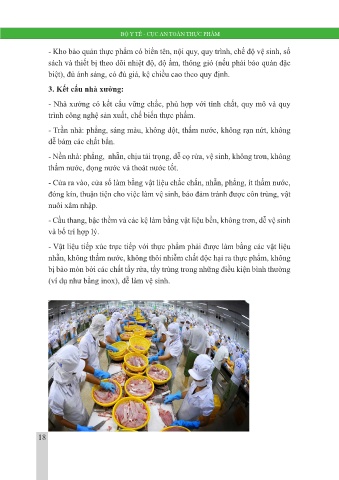 BỘ Y TẾ - CỤC AN TOÀN THỰC PHẨM
- Kho bảo quản thực phẩm có biển tên, nội quy, quy trình, chế độ vệ sinh, sổ
sách và thiết bị theo dõi nhiệt độ, độ ẩm, thông gió (nếu phải bảo quản đặc
biệt), đủ ánh sáng, có đủ giá, kệ chiều cao theo quy định.
3. Kết cấu nhà xưởng:
- Nhà xưởng có kết cấu vững chắc, phù hợp với tính chất, quy mô và quy
trình công nghệ sản xuất, chế biến thực phẩm.
- Trần nhà: phẳng, sáng màu, không dột, thấm nước, không rạn nứt, không
dễ bám các chất bẩn.
- Nền nhà: phẳng, nhẵn, chịu tải trọng, dễ cọ rửa, vệ sinh, không trơn, không
thấm nước, đọng nước và thoát nước tốt.
- Cửa ra vào, cửa sổ làm bằng vật liệu chắc chắn, nhẵn, phẳng, ít thấm nước,
đóng kín, thuận tiện cho việc làm vệ sinh, bảo đảm tránh được côn trùng, vật
nuôi xâm nhập.
- Cầu thang, bậc thềm và các kệ làm bằng vật liệu bền, không trơn, dễ vệ sinh
và bố trí hợp lý.
- Vật liệu tiếp xúc trực tiếp với thực phẩm phải được làm bằng các vật liệu
nhẵn, không thấm nước, không thôi nhiễm chất độc hại ra thực phẩm, không
bị bào mòn bởi các chất tẩy rửa, tẩy trùng trong những điều kiện bình thường
(ví dụ như bằng inox), dễ làm vệ sinh.
18